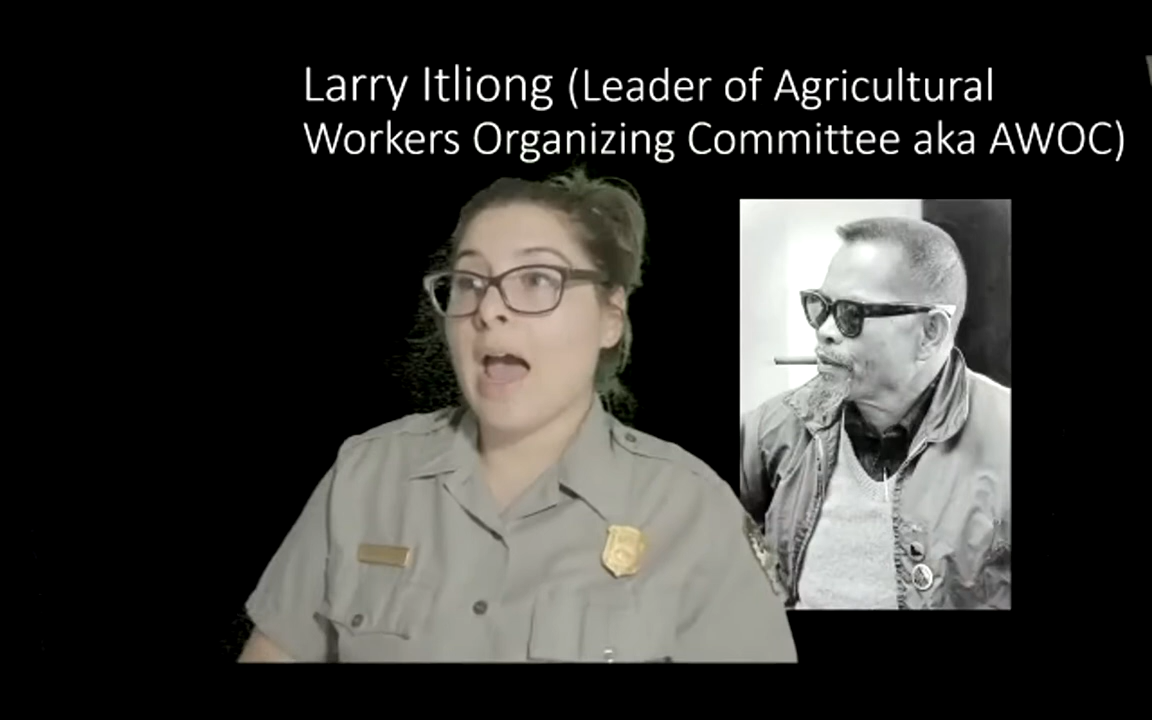 Larry Itliong (Leader of Agricultural
Workers Organizing Committee aka AWOC)